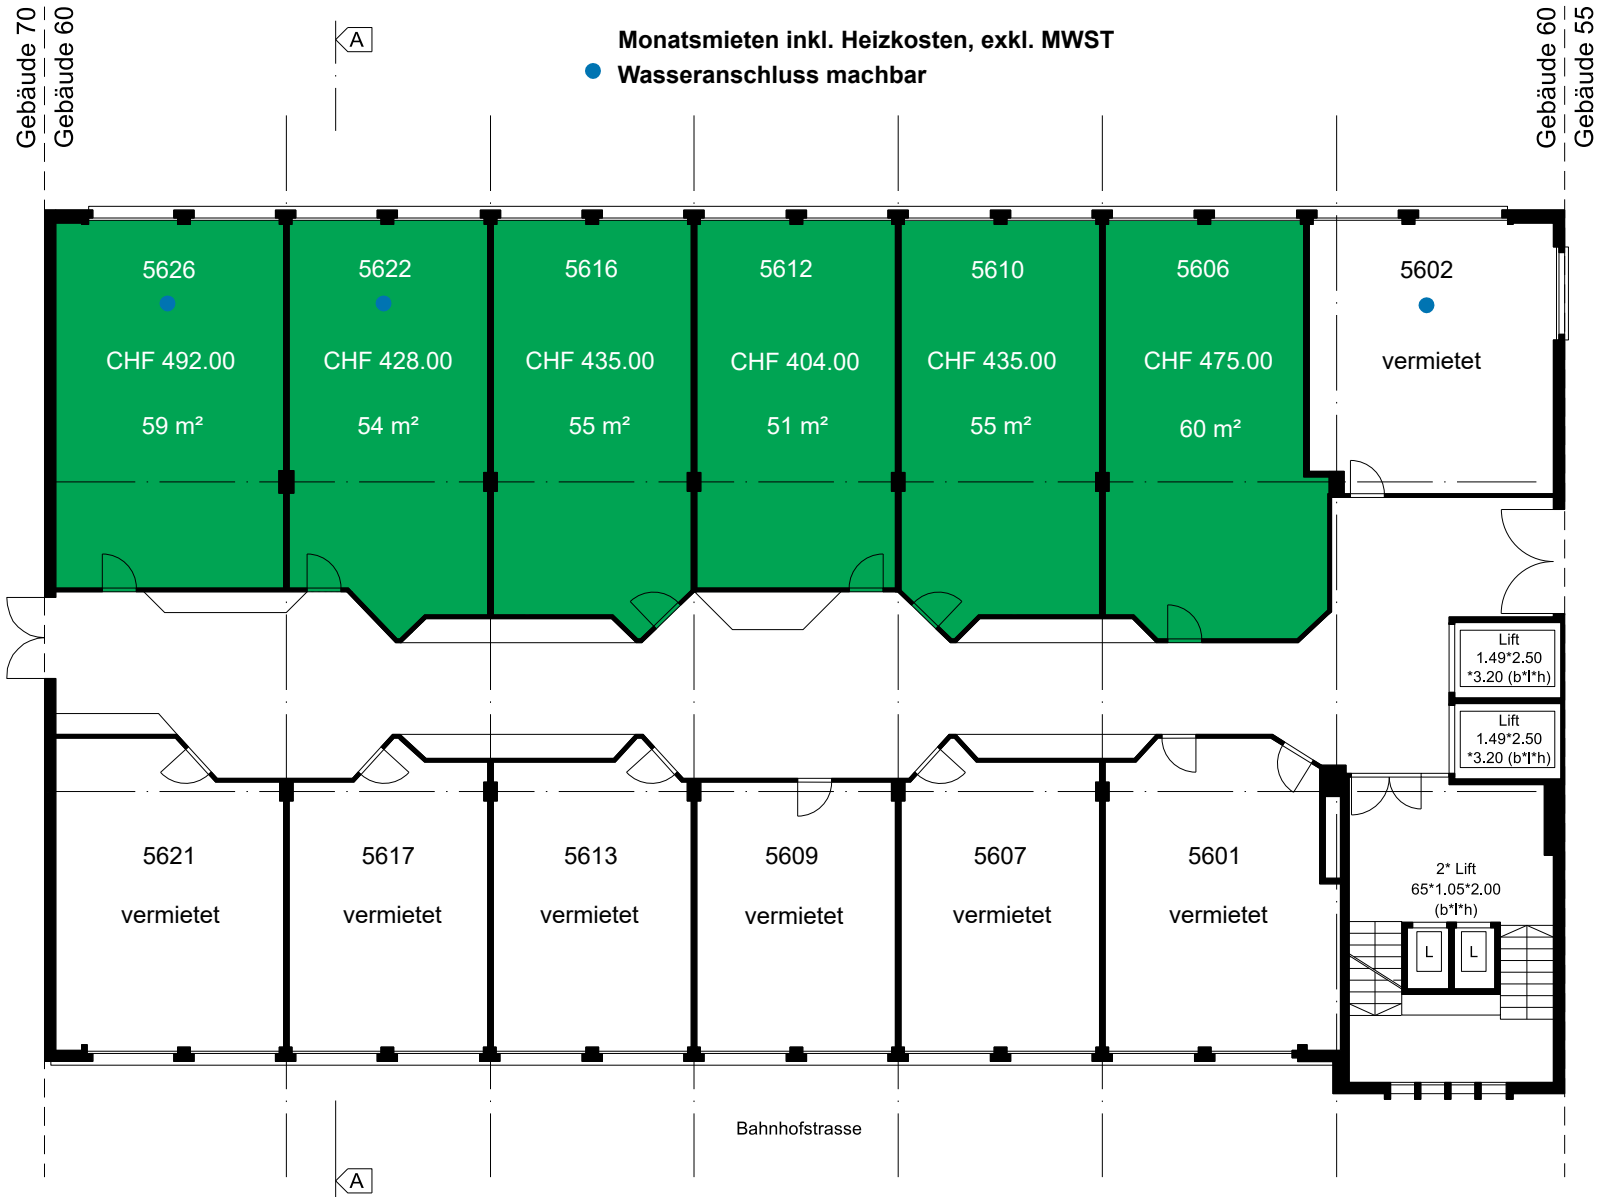 Gebäude 70
Gebäude 60
A
Monatsmieten inkl. Heizkosten, exkl. MWST
Wasseranschluss machbar
Gebäude 60
Gebäude 55
5626
CHF 492.00
59 m²
5622
CHF 428.00
54 m²
5616
CHF 435.00
55 m²
5612
CHF 404.00
51 m²
5610
CHF 435.00
55 m²
5606
CHF 475.00
60 m²
5602
vermietet
Lift
1.49*2.50
*3.20 (b*l*h)
Lift
1.49*2.50
*3.20 (b*l*h)
5621
vermietet
5617
vermietet
5613
vermietet
5609
vermietet
5607
vermietet
5601
vermietet
2* Lift
65*1.05*2.00
(b*l*h)
L
L
Bahnhofstrasse
A